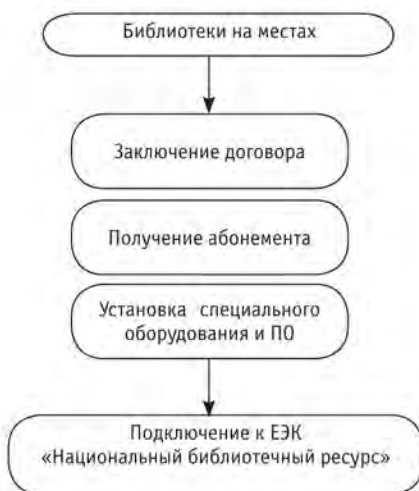 Библиотеки на местах
Заключение договора
Получение абонемента
Установка специального
оборудования и ПО
Подключение к ЕЭК
«Национальный библиотечный ресурс»